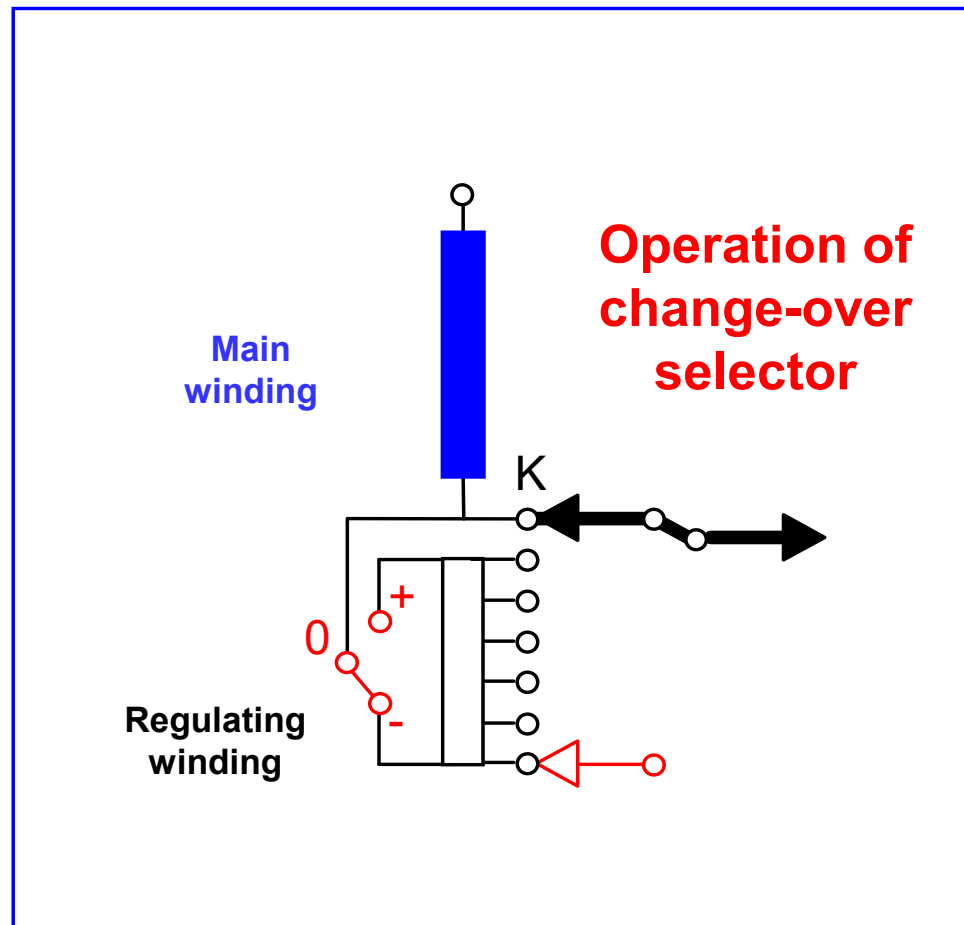 Operation of
change-over
selector
Main
winding
K
+
0
-
Regulating
winding